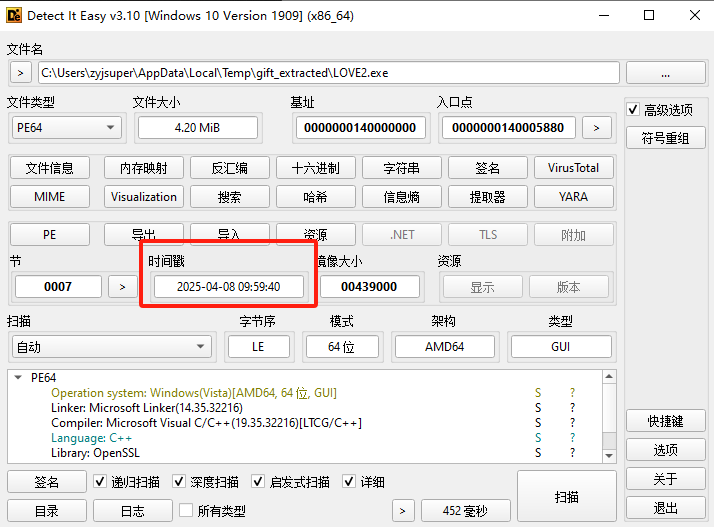 Detect It Easy v3.10 [Windows 10 Version 1909] (x86_64)
文件名
> C:\Users\zyjsuper\AppData\Local\Temp\gift_extracted\LOVE2.exe ...
文件类型 文件大小 基址 入口点 高级选项
PE64 4.20 MiB 0000000140000000 0000000140005880 > 符号重组
文件信息 内存映射 反汇编 十六进制 字符串 签名 VirusTotal
MIME Visualization 搜索 哈希 信息熵 提取器 YARA
PE 导出 导入 资源 .NET TLS 附加
节 时间戳 镜像大小 资源
0007 > 2025-04-08 09:59:40 00439000 显示 版本
扫描 字节序 模式 架构 类型
自动 LE 64 位 AMD64 GUI
PE64
Operation system: Windows(Vista)[AMD64, 64 位, GUI] S ?
Linker: Microsoft Linker(14.35.32216) S ?
Compiler: Microsoft Visual C/C++(19.35.32216)[LTCG/C++] S ?
Language: C++ S ?
Library: OpenSSL S ?
快捷键
选项
签名 递归扫描 深度扫描 启发式扫描 详细 扫描 关于
目录 日志 所有类型 > 452 毫秒 退出